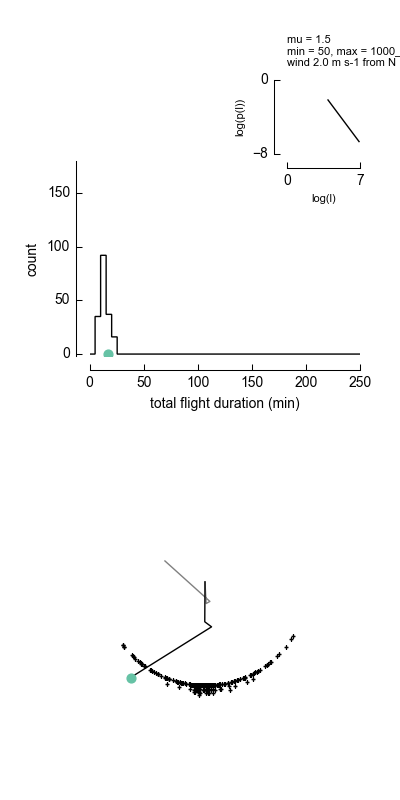 mu = 1.5
min = 50, max = 1000_
wind 2.0 m s-1 from N
0
log(p(l))
−8
0 7
log(l)
150
100
50
0
count
0 50 100 150 200 250
total flight duration (min)